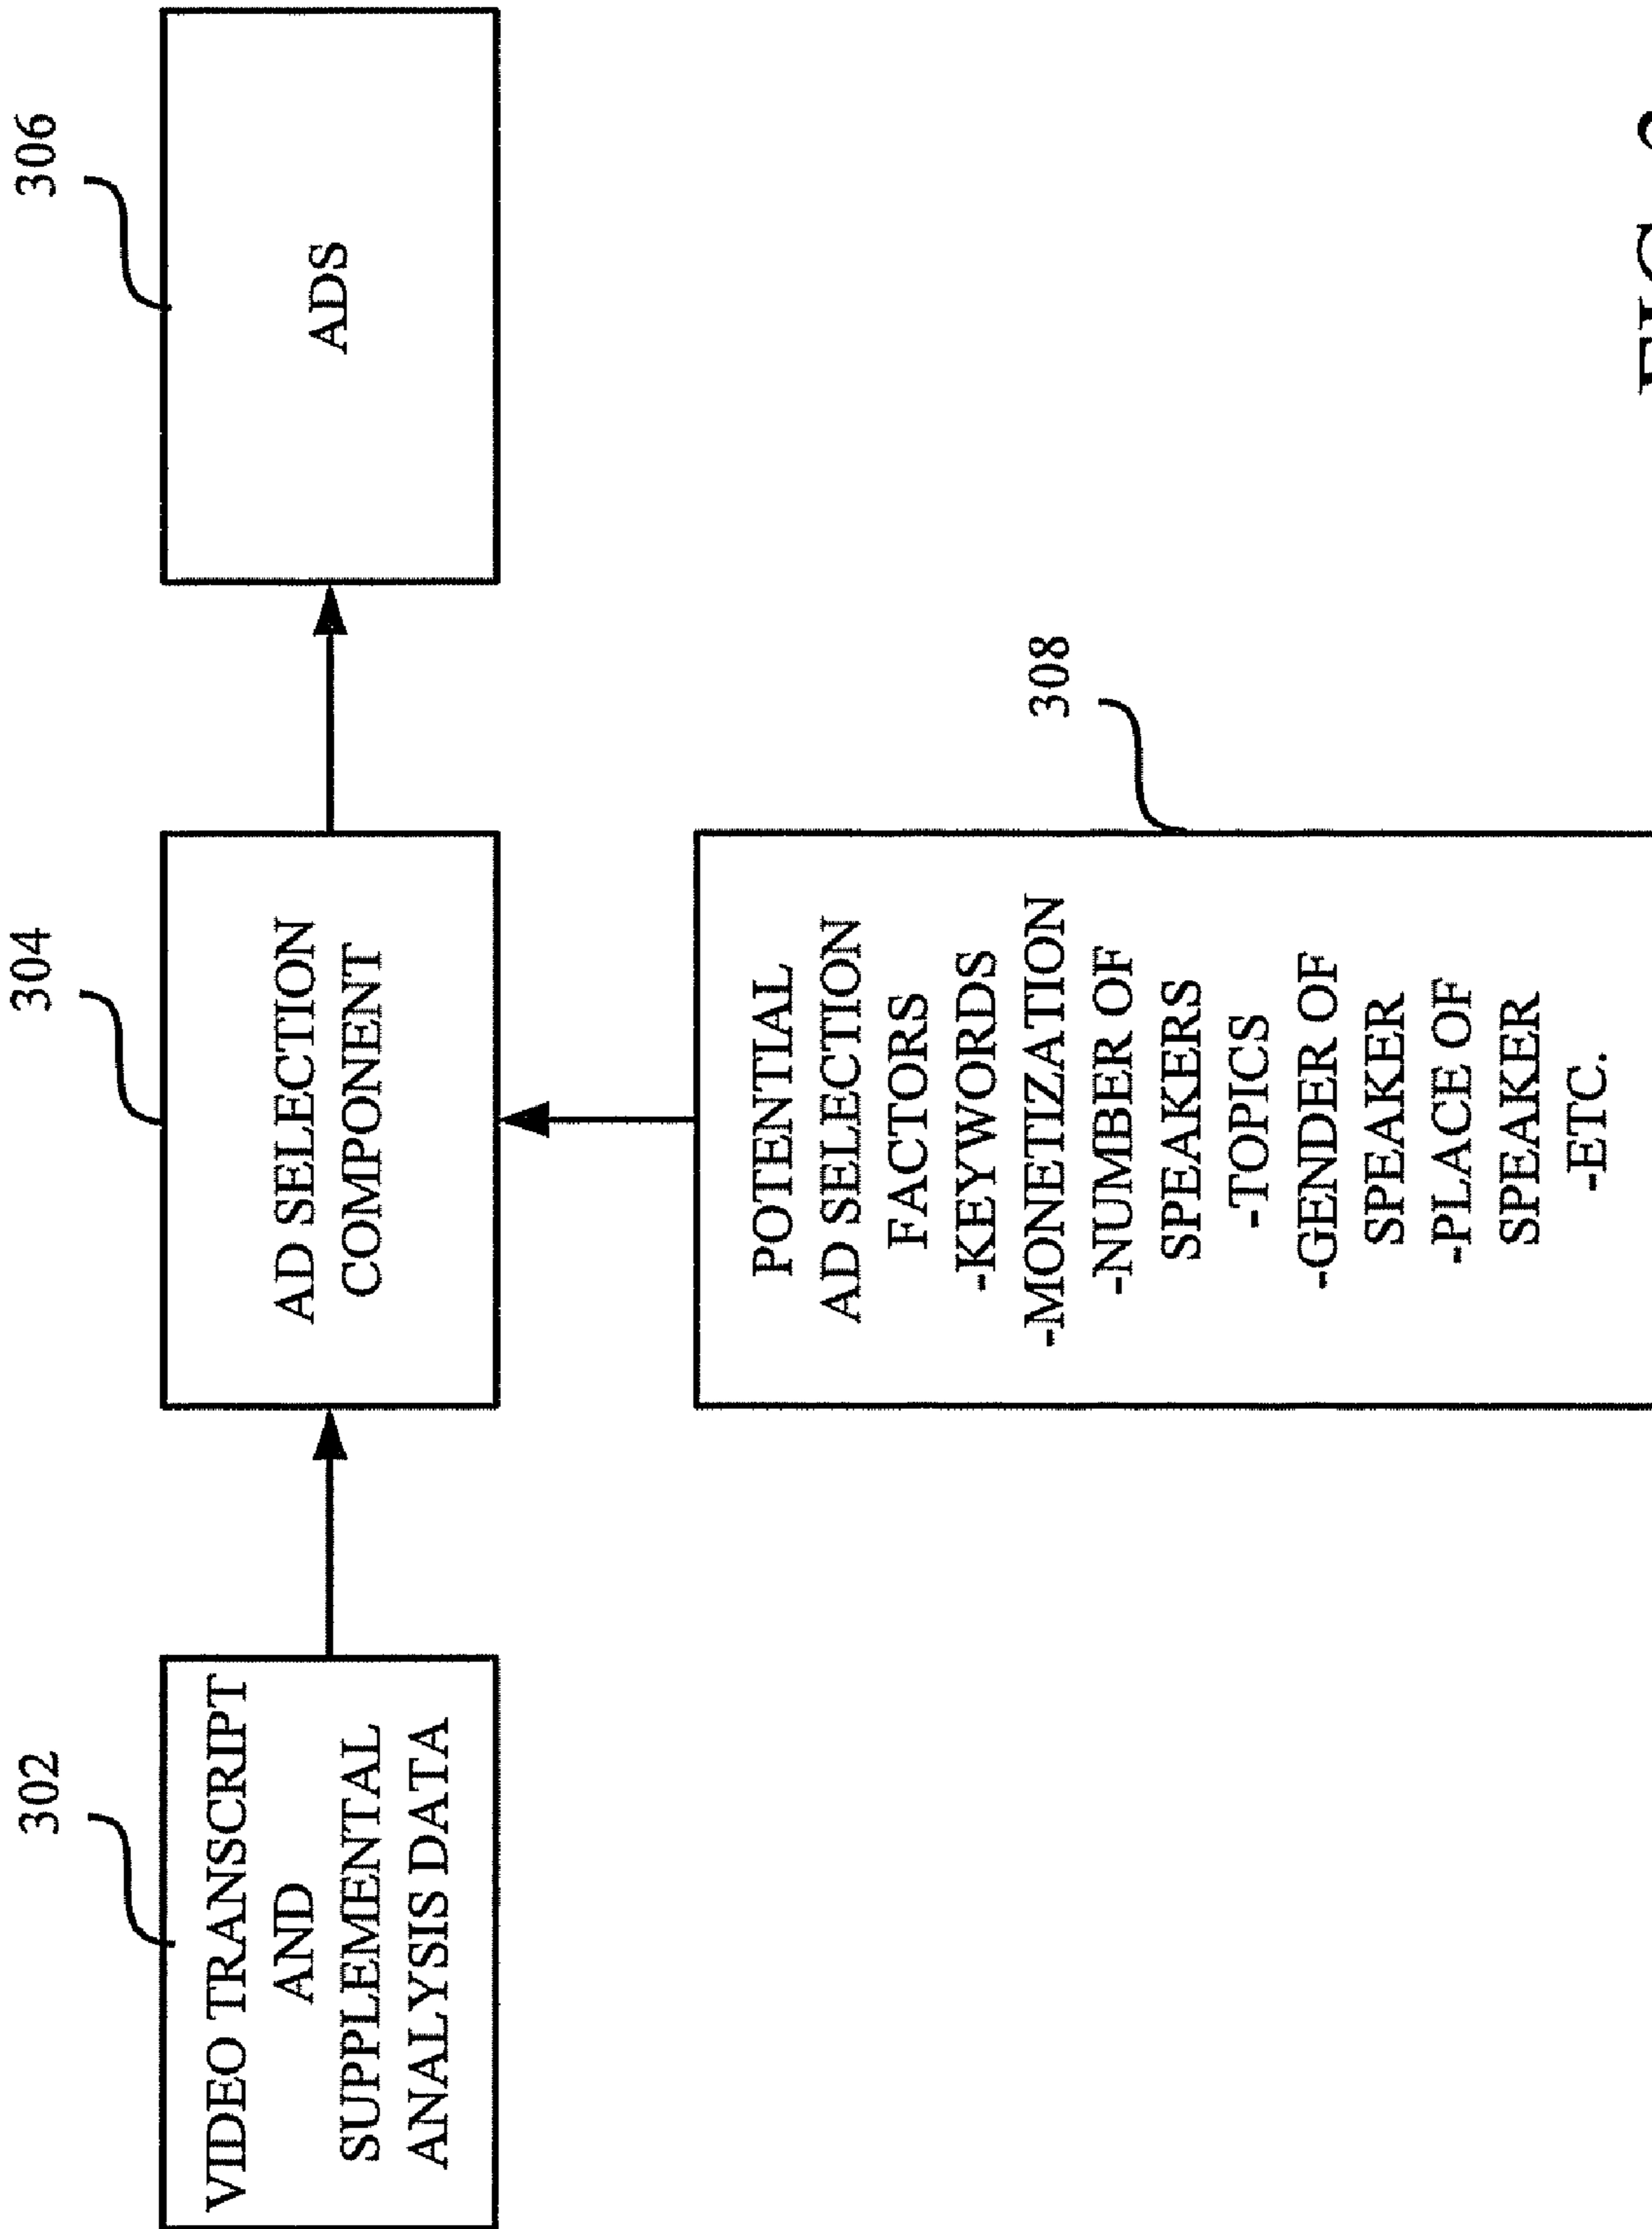 302
VIDEO TRANSCRIPT
AND
SUPPLEMENTAL
ANALYSIS DATA
304
AD SELECTION
COMPONENT
306
ADS
308
POTENTIAL
AD SELECTION
FACTORS
-KEYWORDS
-MONETIZATION
-NUMBER OF
SPEAKERS
-TOPICS
-GENDER OF
SPEAKER
-PLACE OF
SPEAKER
-ETC.